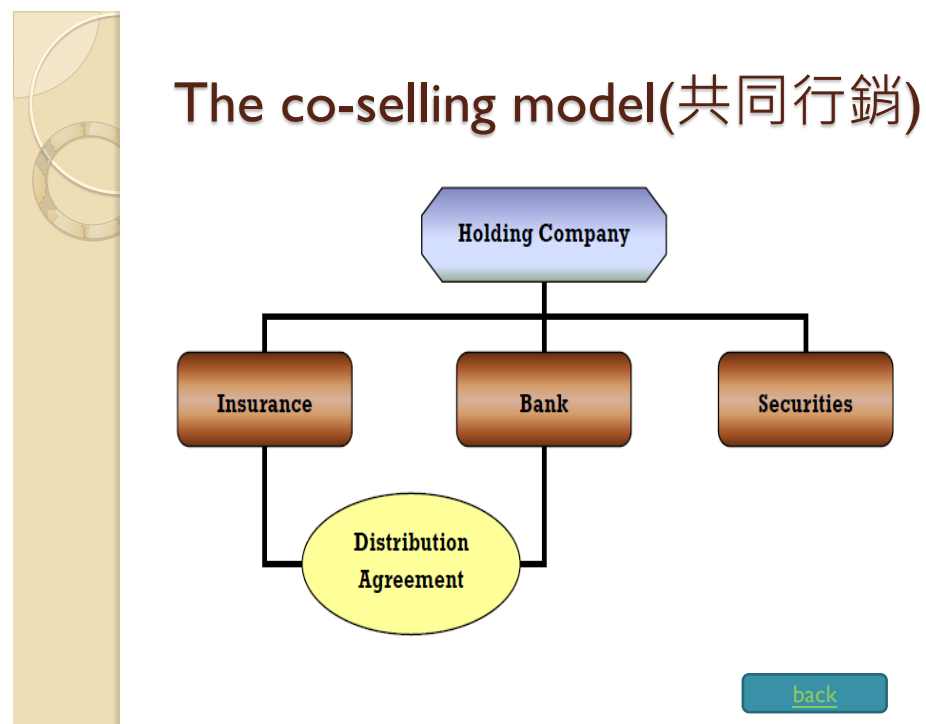 The co-selling model(共同行銷)
Holding Company
Insurance
Bank
Securities
Distribution
Agreement
back